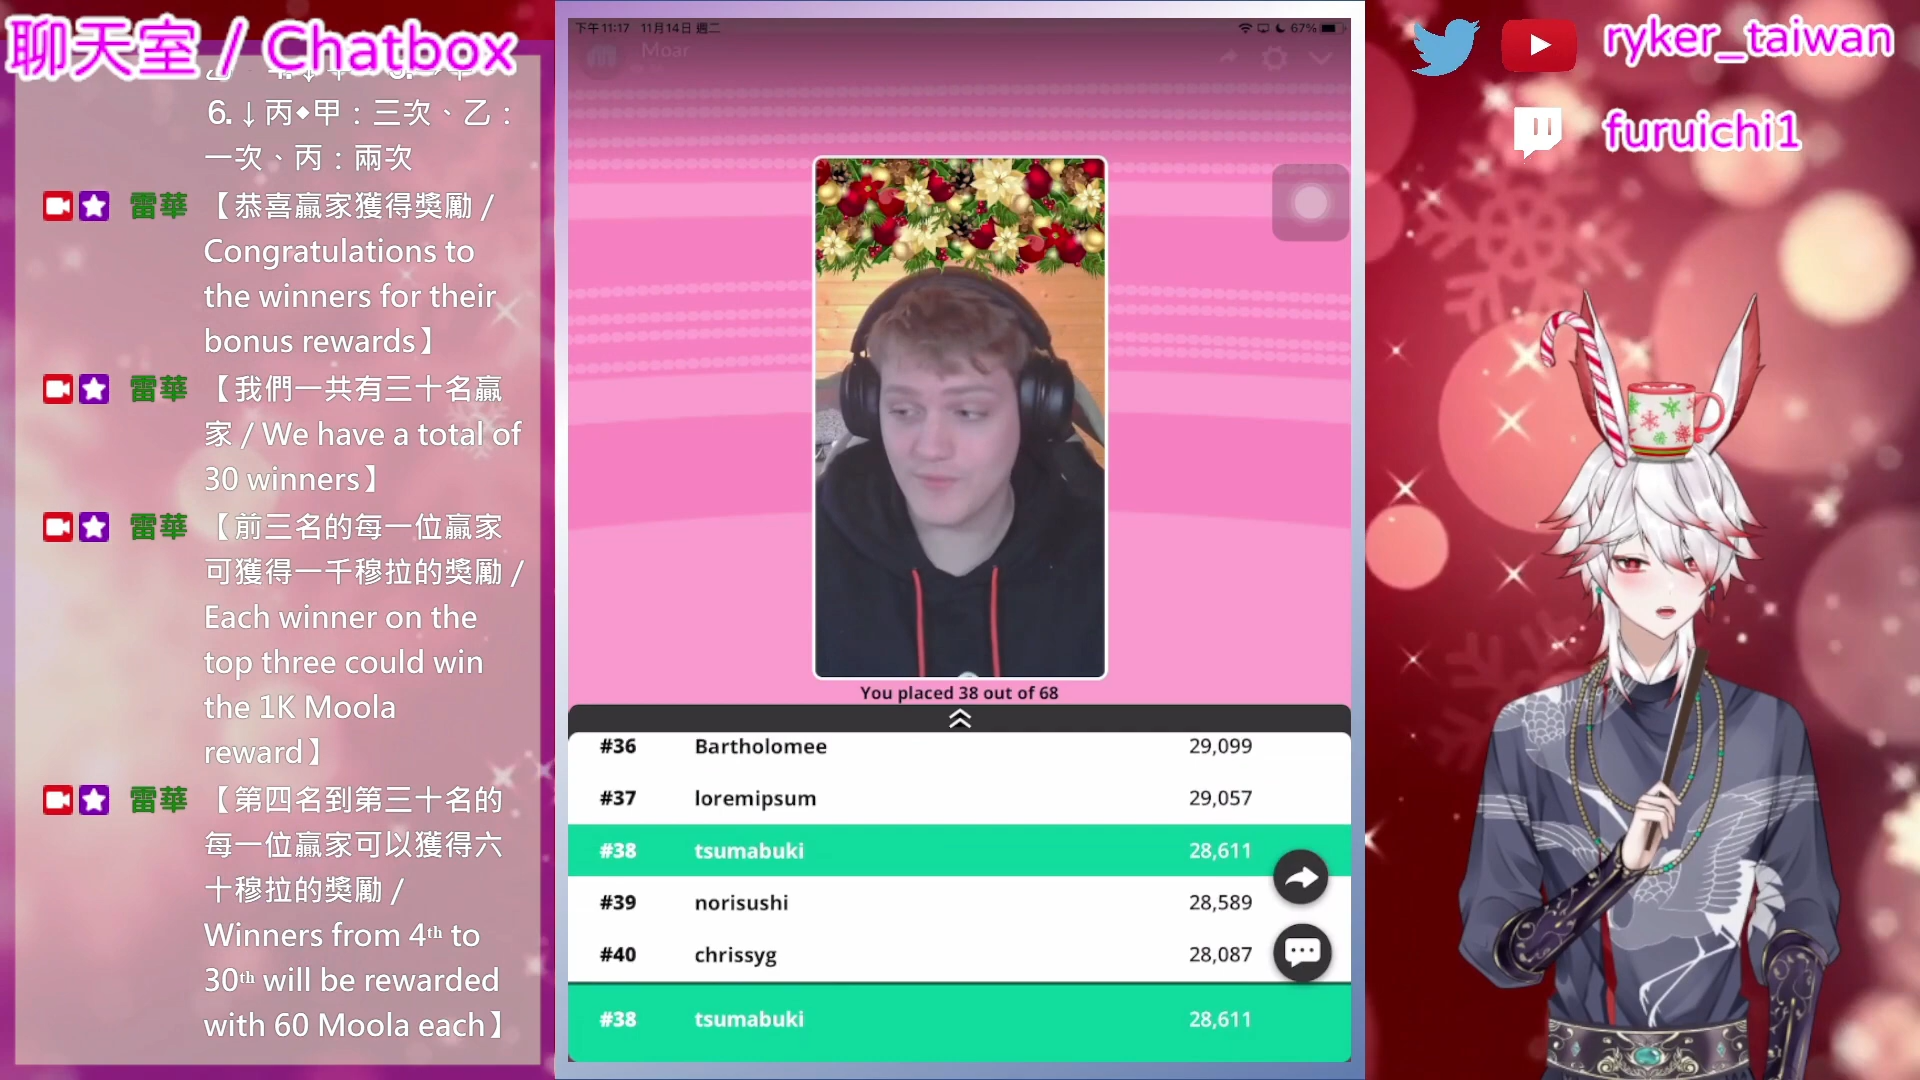 聊天室 / Chatbox
6. ↓丙◆甲：三次、乙：
一次、丙：兩次
雷華 【恭喜贏家獲得獎勵 /
Congratulations to
the winners for their
bonus rewards】
雷華 【我們一共有三十名贏
家 / We have a total of
30 winners】
雷華 【前三名的每一位贏家
可獲得一千穆拉的獎勵 /
Each winner on the
top three could win
the 1K Moola
reward】
雷華 【第四名到第三十名的
每一位贏家可以獲得六
十穆拉的獎勵 /
Winners from 4th to
30th will be rewarded
with 60 Moola each】
下午11:17 11月14日 週二
67%
Moar
You placed 38 out of 68
#36 Bartholomee 29,099
#37 loremipsum 29,057
#38 tsumabuki 28,611
#39 norisushi 28,589
#40 chrissyg 28,087
#38 tsumabuki 28,611
ryker_taiwan
furuichi1